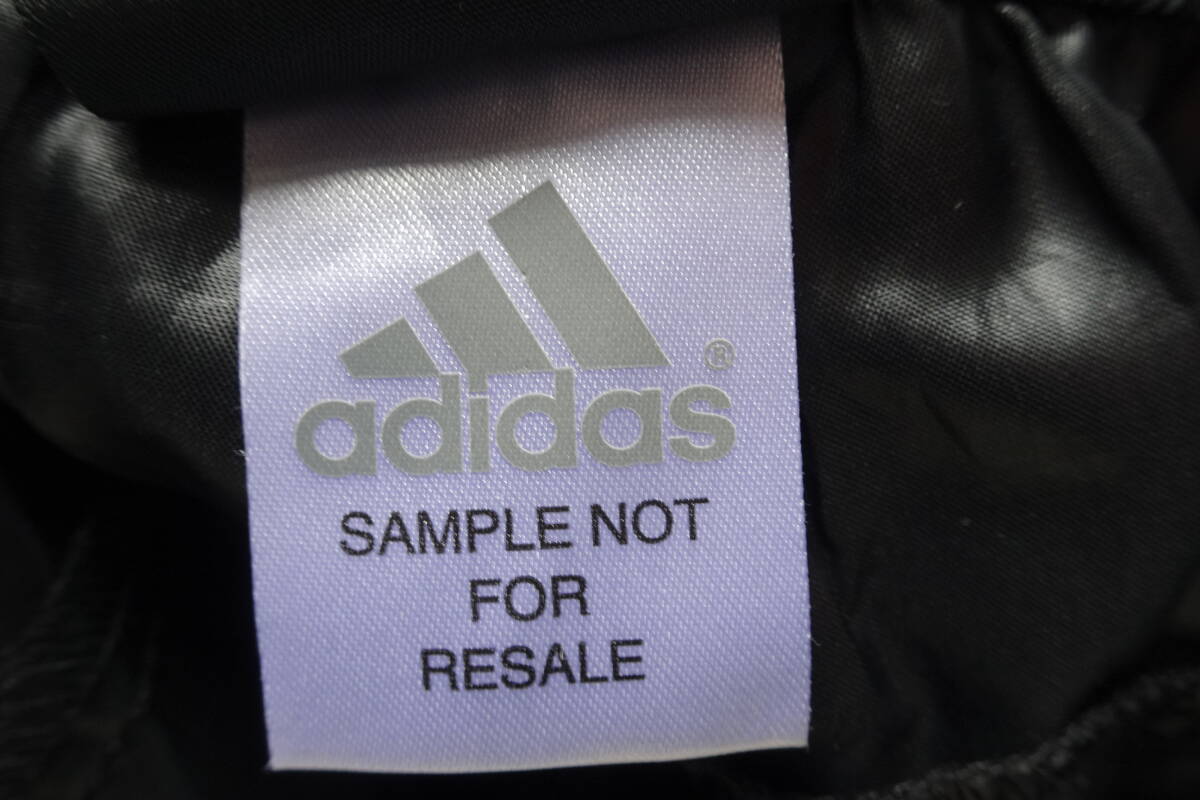 adidas®
SAMPLE NOT
FOR
RESALE